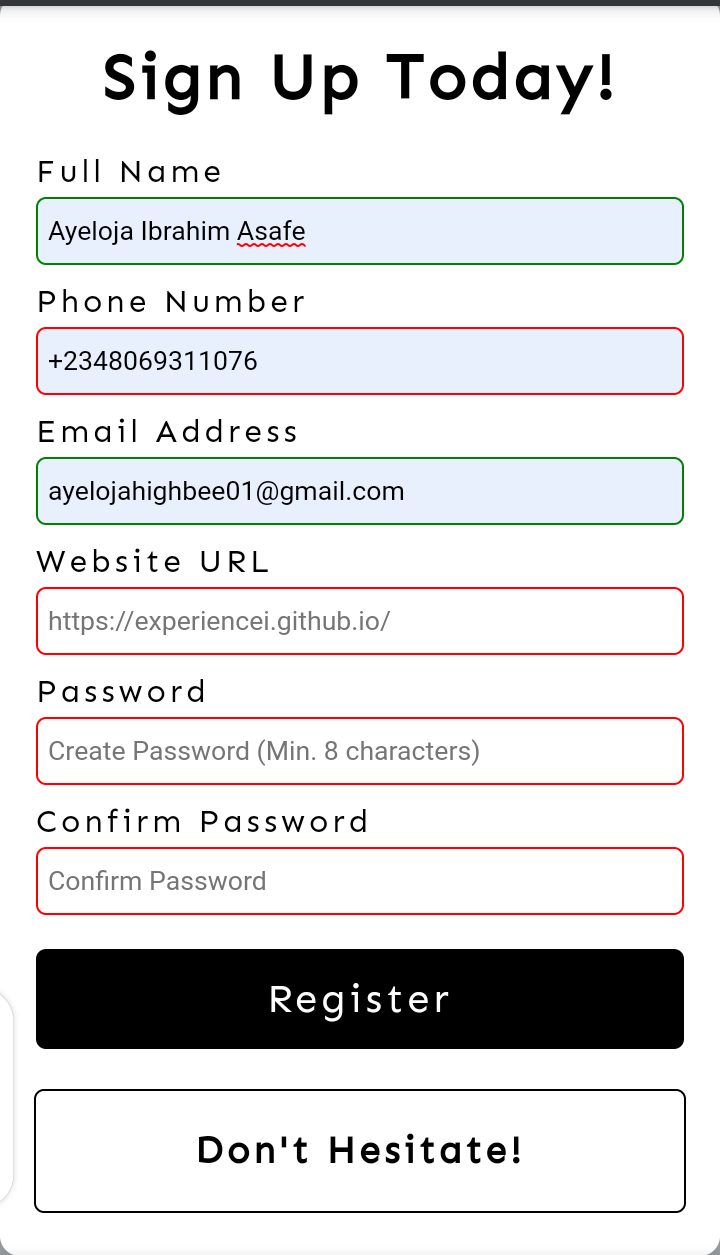 Sign Up Today!
Full Name
Ayeloja Ibrahim Asafe
Phone Number
+2348069311076
Email Address
ayelojahighbee01@gmail.com
Website URL
https://experiencei.github.io/
Password
Create Password (Min. 8 characters)
Confirm Password
Confirm Password
Register
Don't Hesitate!